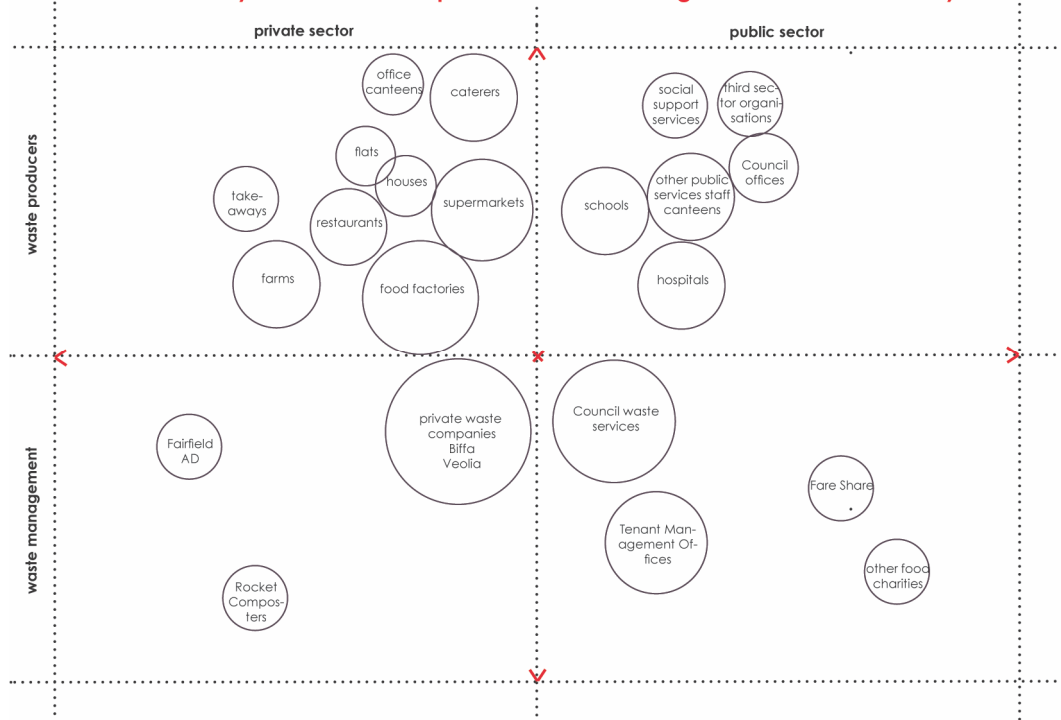 private sector
public sector
waste producers
office
canteens
caterers
flats
houses
take-
aways
restaurants
supermarkets
farms
food factories
social
support
services
third sec-
tor organi-
sations
Council
offices
other public
services staff
canteens
schools
hospitals
waste management
private waste
companies
Biffa
Veolia
Fairfield
AD
Rocket
Compos-
ters
Council waste
services
Tenant Man-
agement Of-
fices
Fare Share
other food
charities